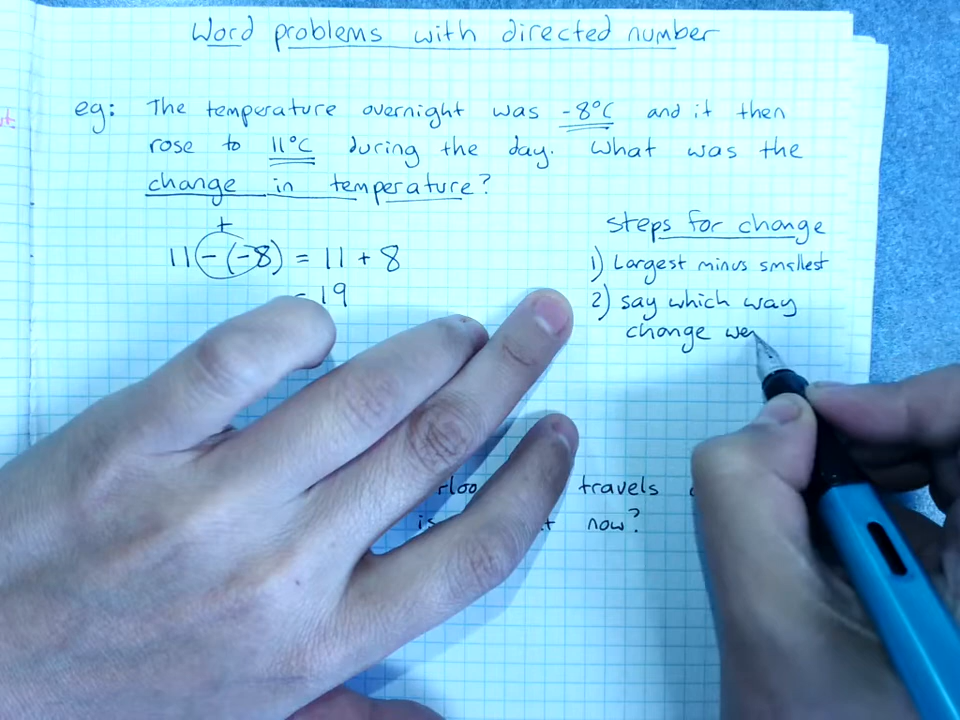 Word problems with directed number
eg: The temperature overnight was -8°C and it then
rose to 11°C during the day. What was the
change in temperature?
+
11 - (-8) = 11 + 8
= 19
steps for change
1) Largest minus smallest
2) say which way
change we
travels
now?